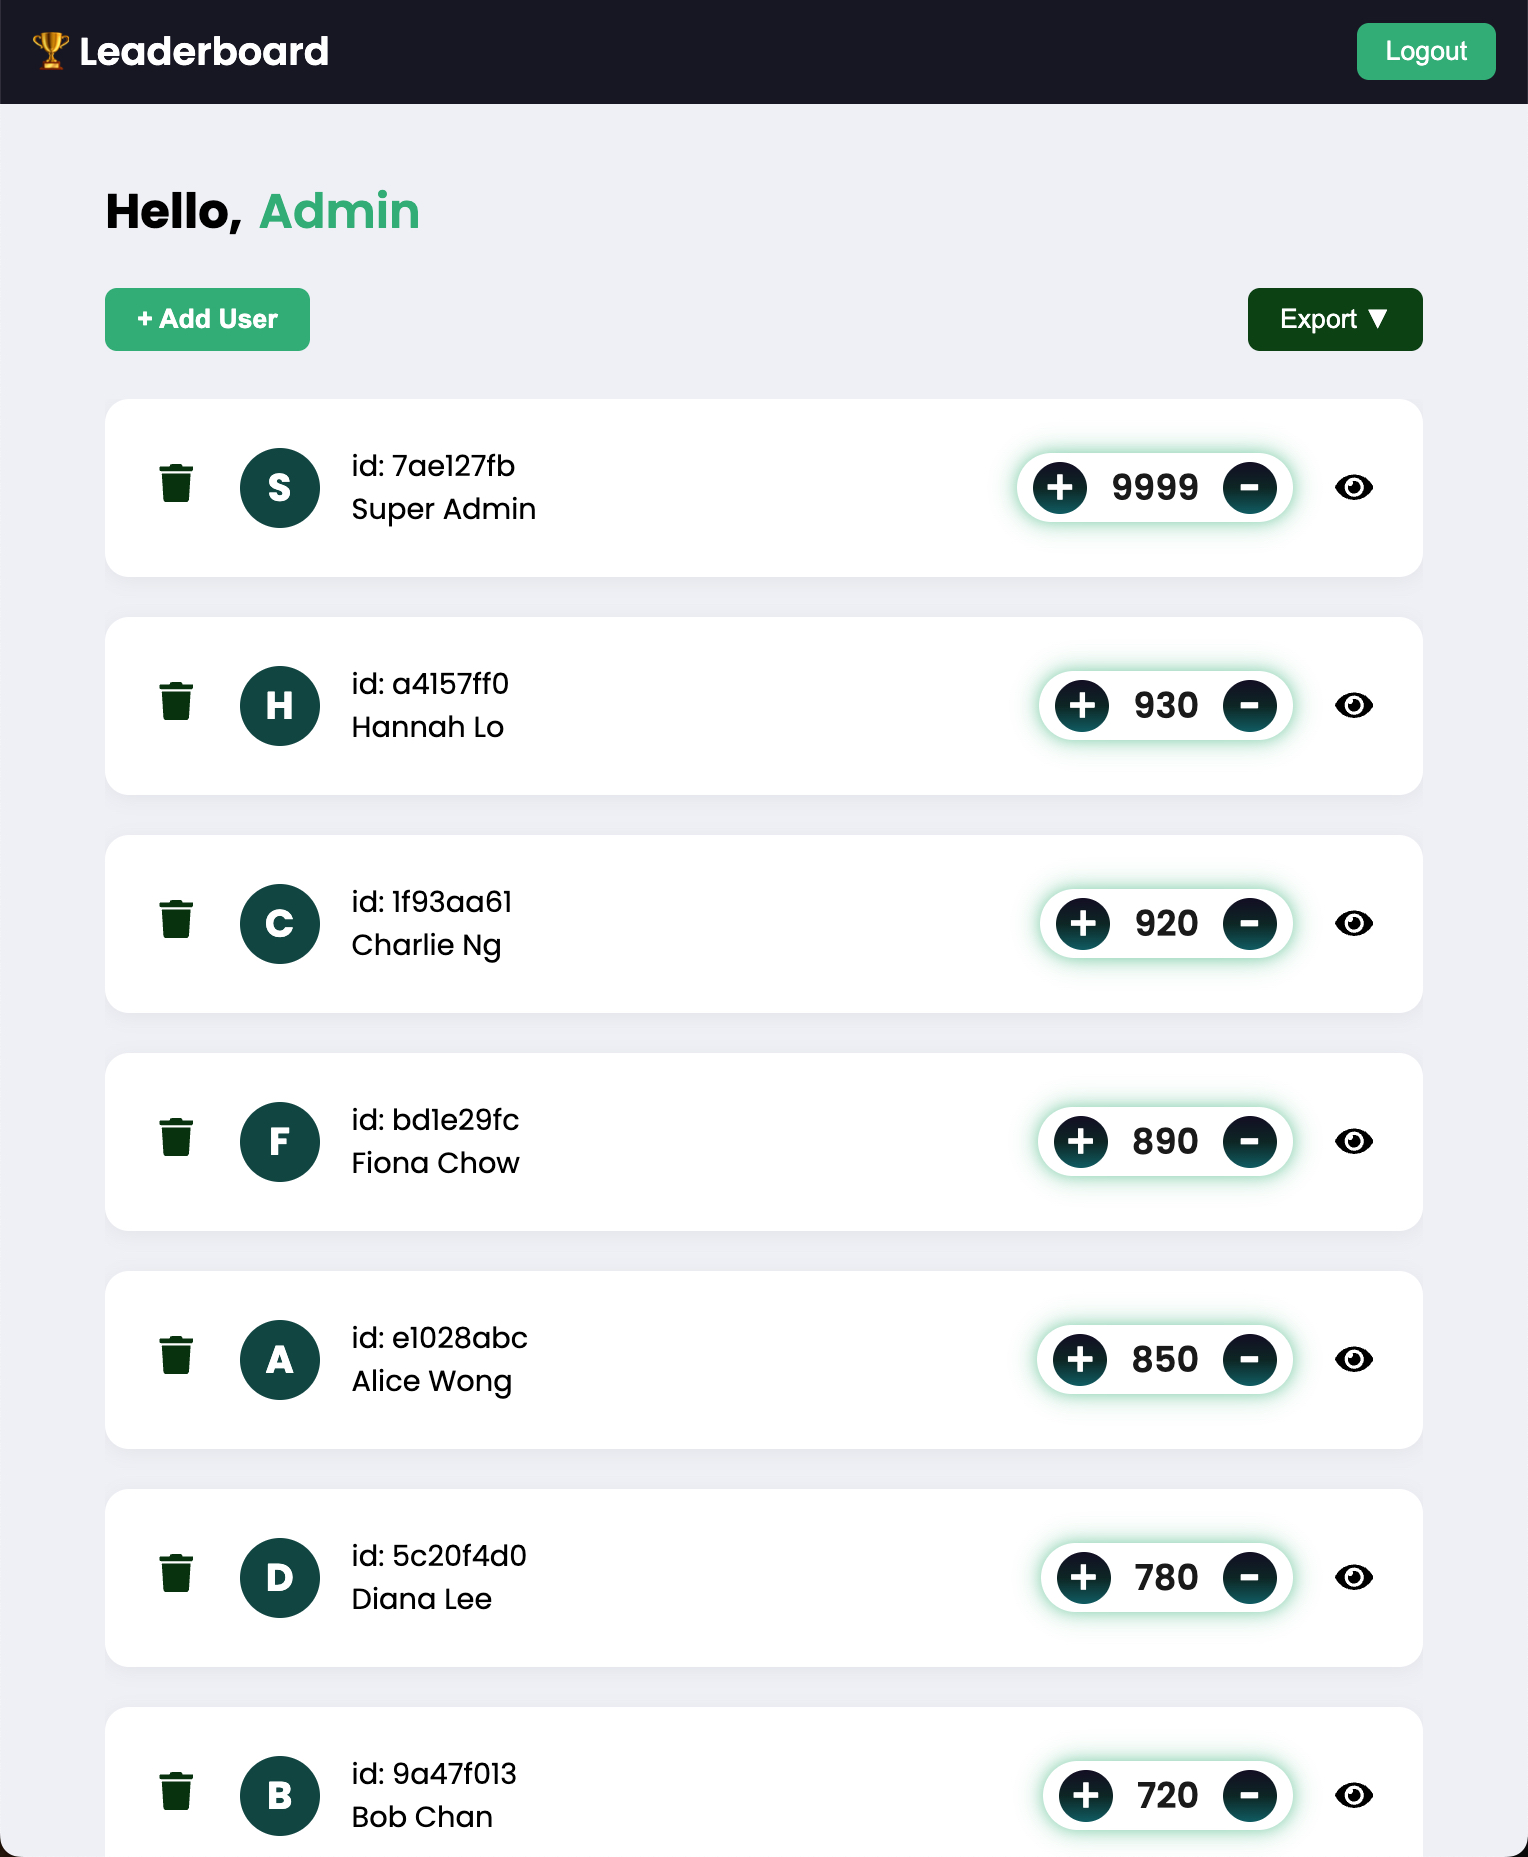 🏆 Leaderboard
Logout
Hello, Admin
+ Add User
Export ▼
S
id: 7ae127fb
Super Admin
+ 9999 -
H
id: a4157ff0
Hannah Lo
+ 930 -
C
id: 1f93aa61
Charlie Ng
+ 920 -
F
id: bd1e29fc
Fiona Chow
+ 890 -
A
id: e1028abc
Alice Wong
+ 850 -
D
id: 5c20f4d0
Diana Lee
+ 780 -
B
id: 9a47f013
Bob Chan
+ 720 -